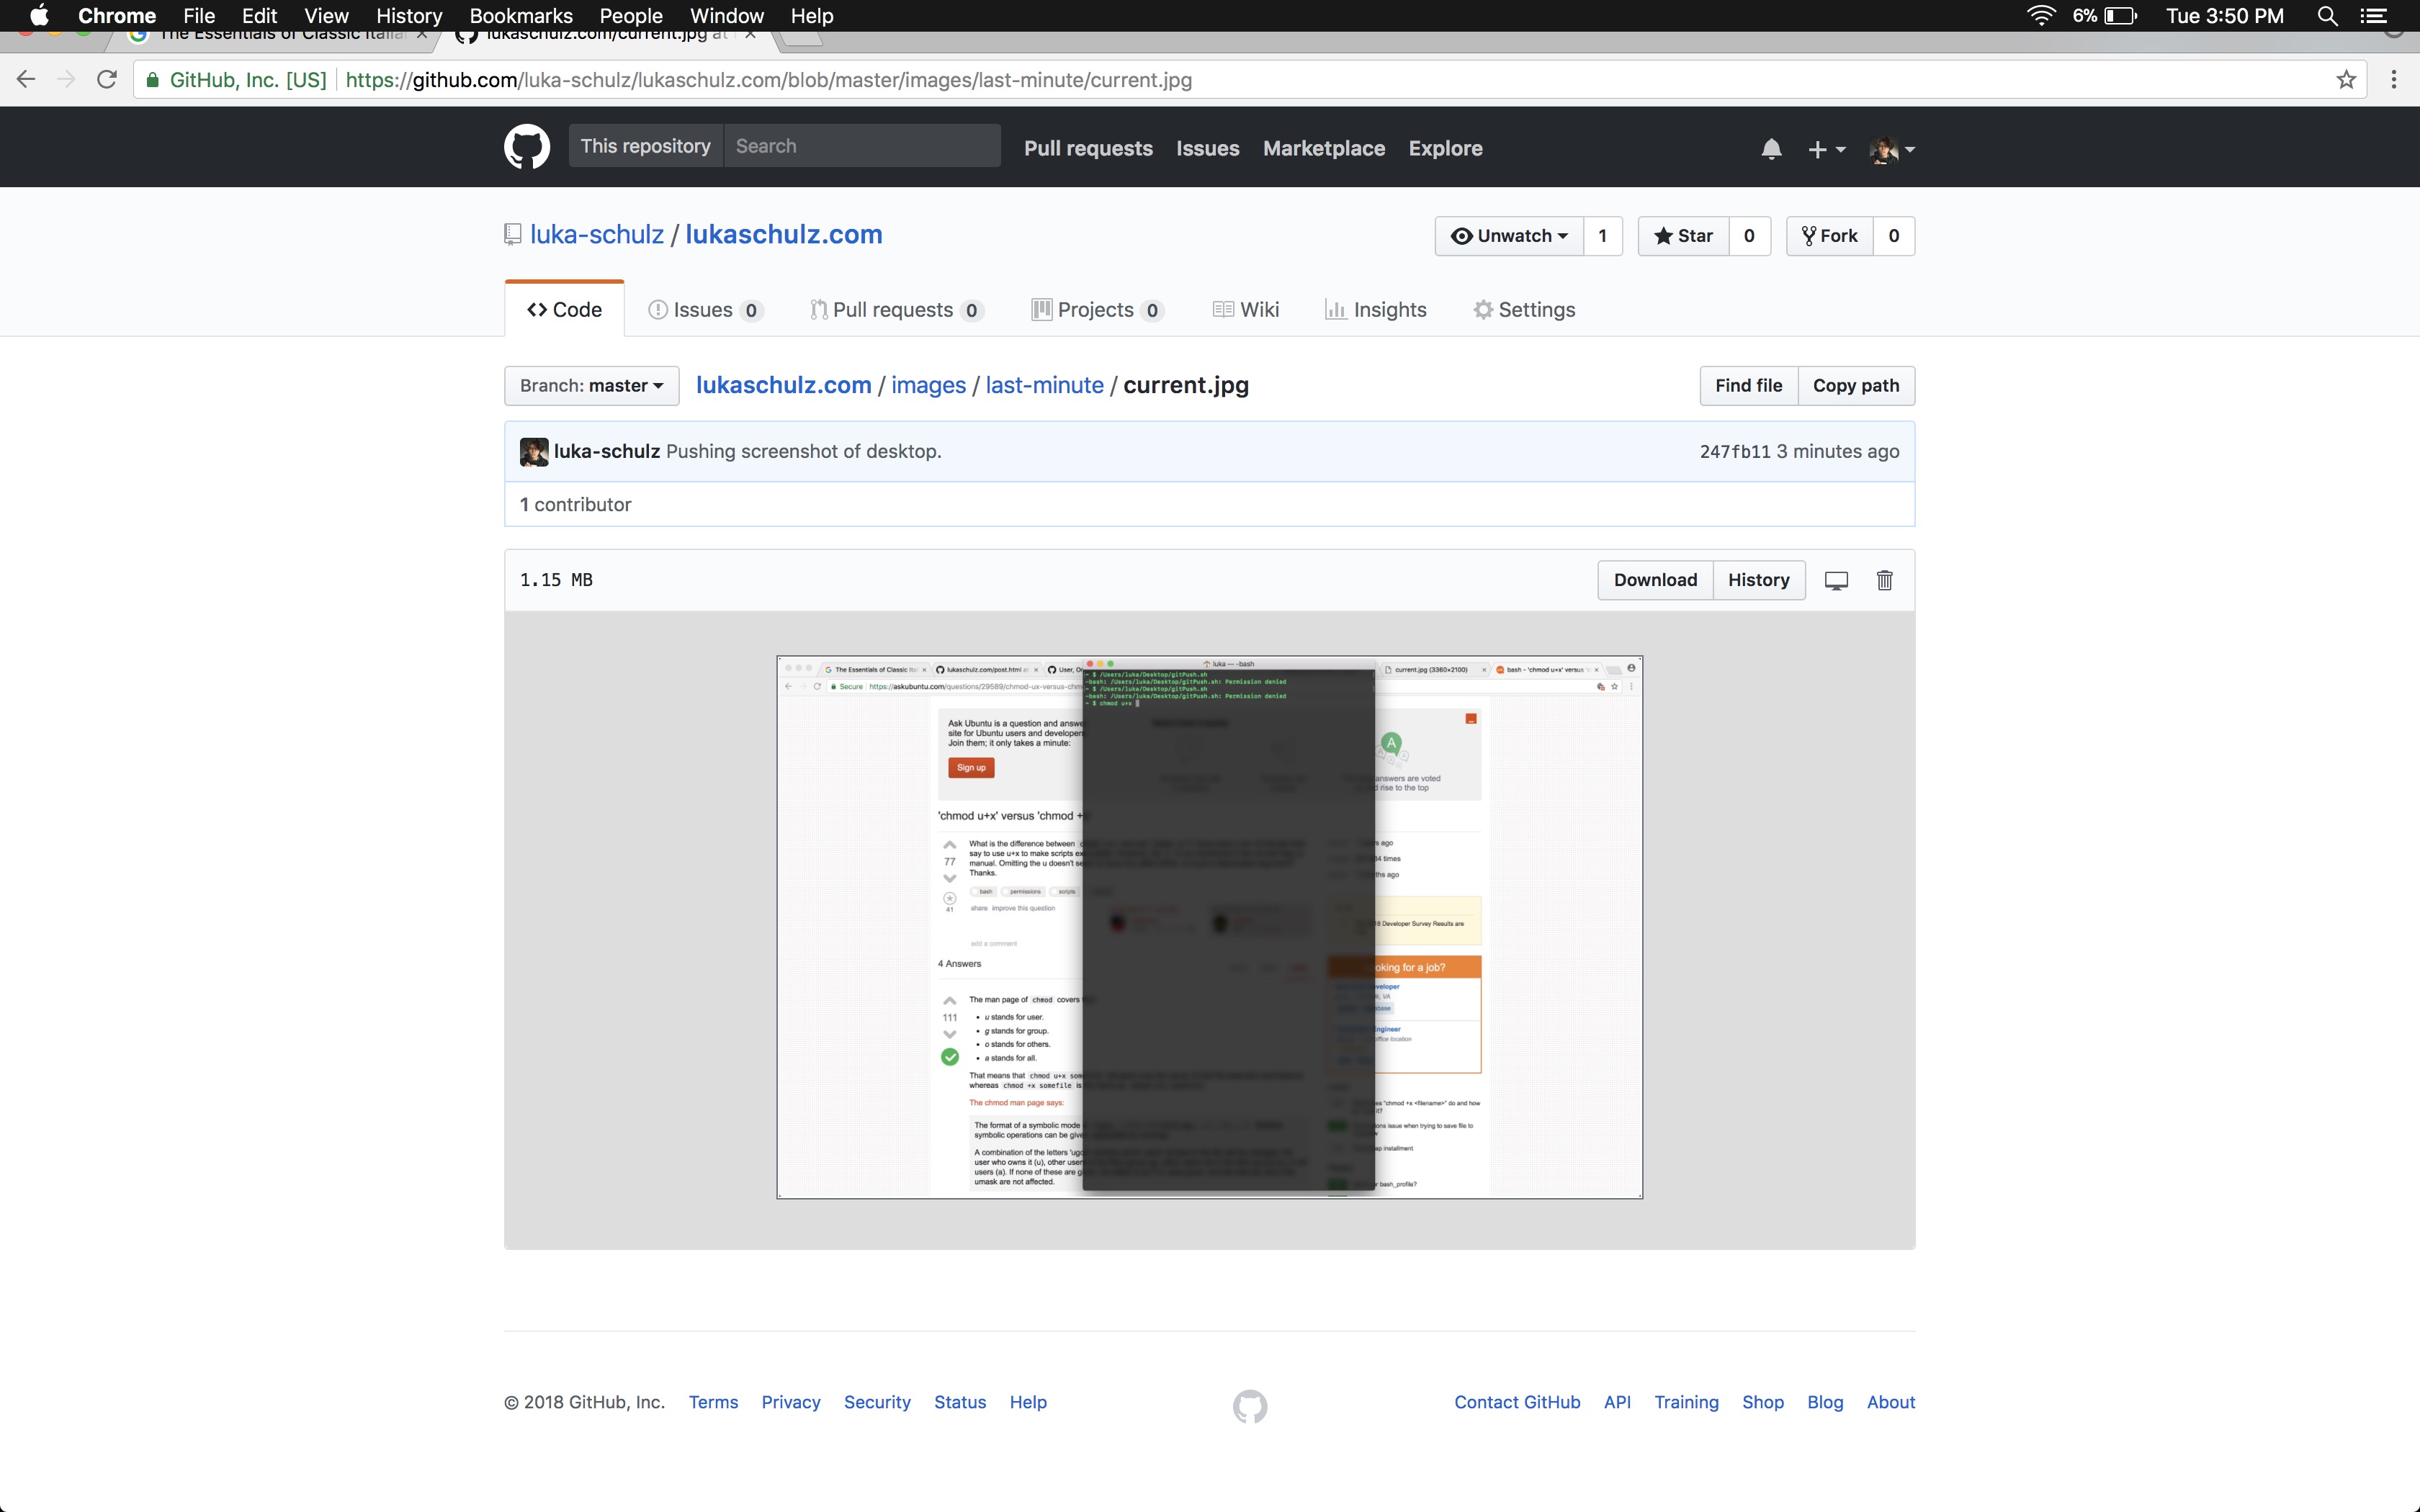 Chrome File Edit View History Bookmarks People Window Help 6% Tue 3:50 PM
The Essentials of Classic Italia × lukaschulz.com/current.jpg at ×
GitHub, Inc. [US] https://github.com/luka-schulz/lukaschulz.com/blob/master/images/last-minute/current.jpg
This repository Search Pull requests Issues Marketplace Explore
luka-schulz / lukaschulz.com Unwatch 1 Star 0 Fork 0
Code Issues 0 Pull requests 0 Projects 0 Wiki Insights Settings
Branch: master lukaschulz.com / images / last-minute / current.jpg Find file Copy path
luka-schulz Pushing screenshot of desktop. 247fb11 3 minutes ago
1 contributor
1.15 MB Download History
luka — -bash
The Essentials of Classic Ital × lukaschulz.com/post.html at × User, Or current.jpg (3360×2100) × bash - 'chmod u+x' versus ×
Secure https://askubuntu.com/questions/29589/chmod-ux-versus-chm
~ $ /Users/luka/Desktop/gitPush.sh
-bash: /Users/luka/Desktop/gitPush.sh: Permission denied
~ $ /Users/luka/Desktop/gitPush.sh
-bash: /Users/luka/Desktop/gitPush.sh: Permission denied
~ $ chmod u+x
Ask Ubuntu is a question and answe
site for Ubuntu users and developers
Join them; it only takes a minute:
Sign up
A
answers are voted
rise to the top
'chmod u+x' versus 'chmod +
What is the difference between
say to use u+x to make scripts ex
manual. Omitting the u doesn't se
Thanks.
77
bash permissions scripts
41
share improve this question
add a comment
ago
34 times
ths ago
18 Developer Survey Results are
4 Answers
oking for a job?
eveloper
, VA
base
ngineer
office location
The man page of chmod covers
111
• u stands for user.
• g stands for group.
• o stands for others.
• a stands for all.
That means that chmod u+x som
whereas chmod +x somefile is
The chmod man page says:
The format of a symbolic mode
symbolic operations can be give
A combination of the letters 'ugo
user who owns it (u), other user
users (a). If none of these are g
umask are not affected.
es "chmod +x <filename>" do and how
it?
ons issue when trying to save file to
installment
r bash_profile?
© 2018 GitHub, Inc. Terms Privacy Security Status Help Contact GitHub API Training Shop Blog About